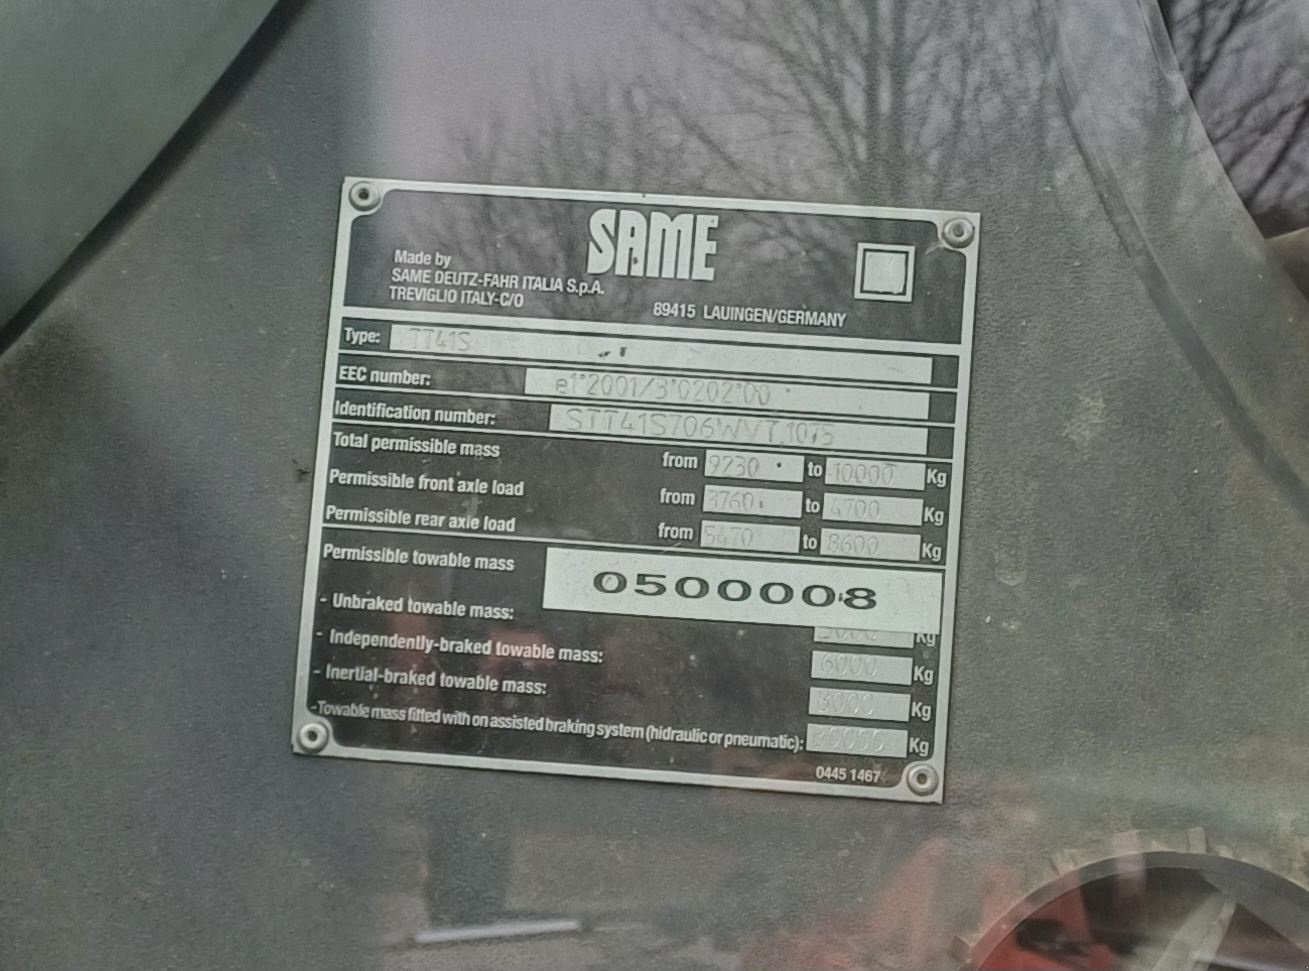 SAME
Made by
SAME DEUTZ-FAHR ITALIA S.p.A.
TREVIGLIO ITALY-C/O
89415 LAUINGEN/GERMANY
Type: TT41S
EEC number: e1*2001/3*0202*00
Identification number: STT41S706WVT1075
Total permissible mass from 9230 to 10000 Kg
Permissible front axle load from 3760 to 4700 Kg
Permissible rear axle load from 5470 to 8600 Kg
Permissible towable mass
0500008
- Unbraked towable mass: Kg
- Independently-braked towable mass: 6000 Kg
- Inertial-braked towable mass: 8000 Kg
-Towable mass fitted with on assisted braking system (hidraulic or pneumatic): Kg
0445 1467